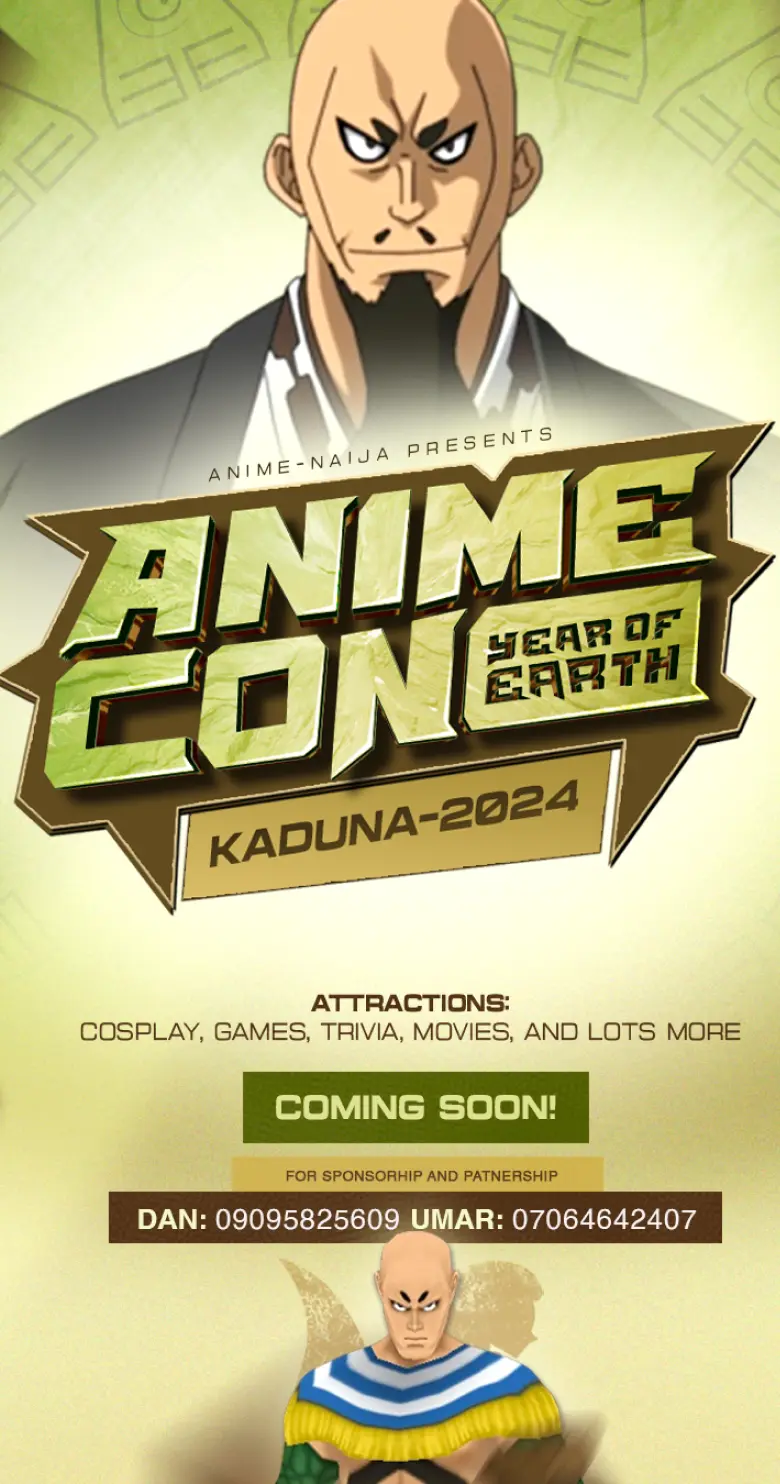 ANIME-NAIJA PRESENTS
ANIME
CON YEAR OF
EARTH
KADUNA-2024
ATTRACTIONS:
COSPLAY, GAMES, TRIVIA, MOVIES, AND LOTS MORE
COMING SOON!
FOR SPONSORHIP AND PATNERSHIP
DAN: 09095825609 UMAR: 07064642407